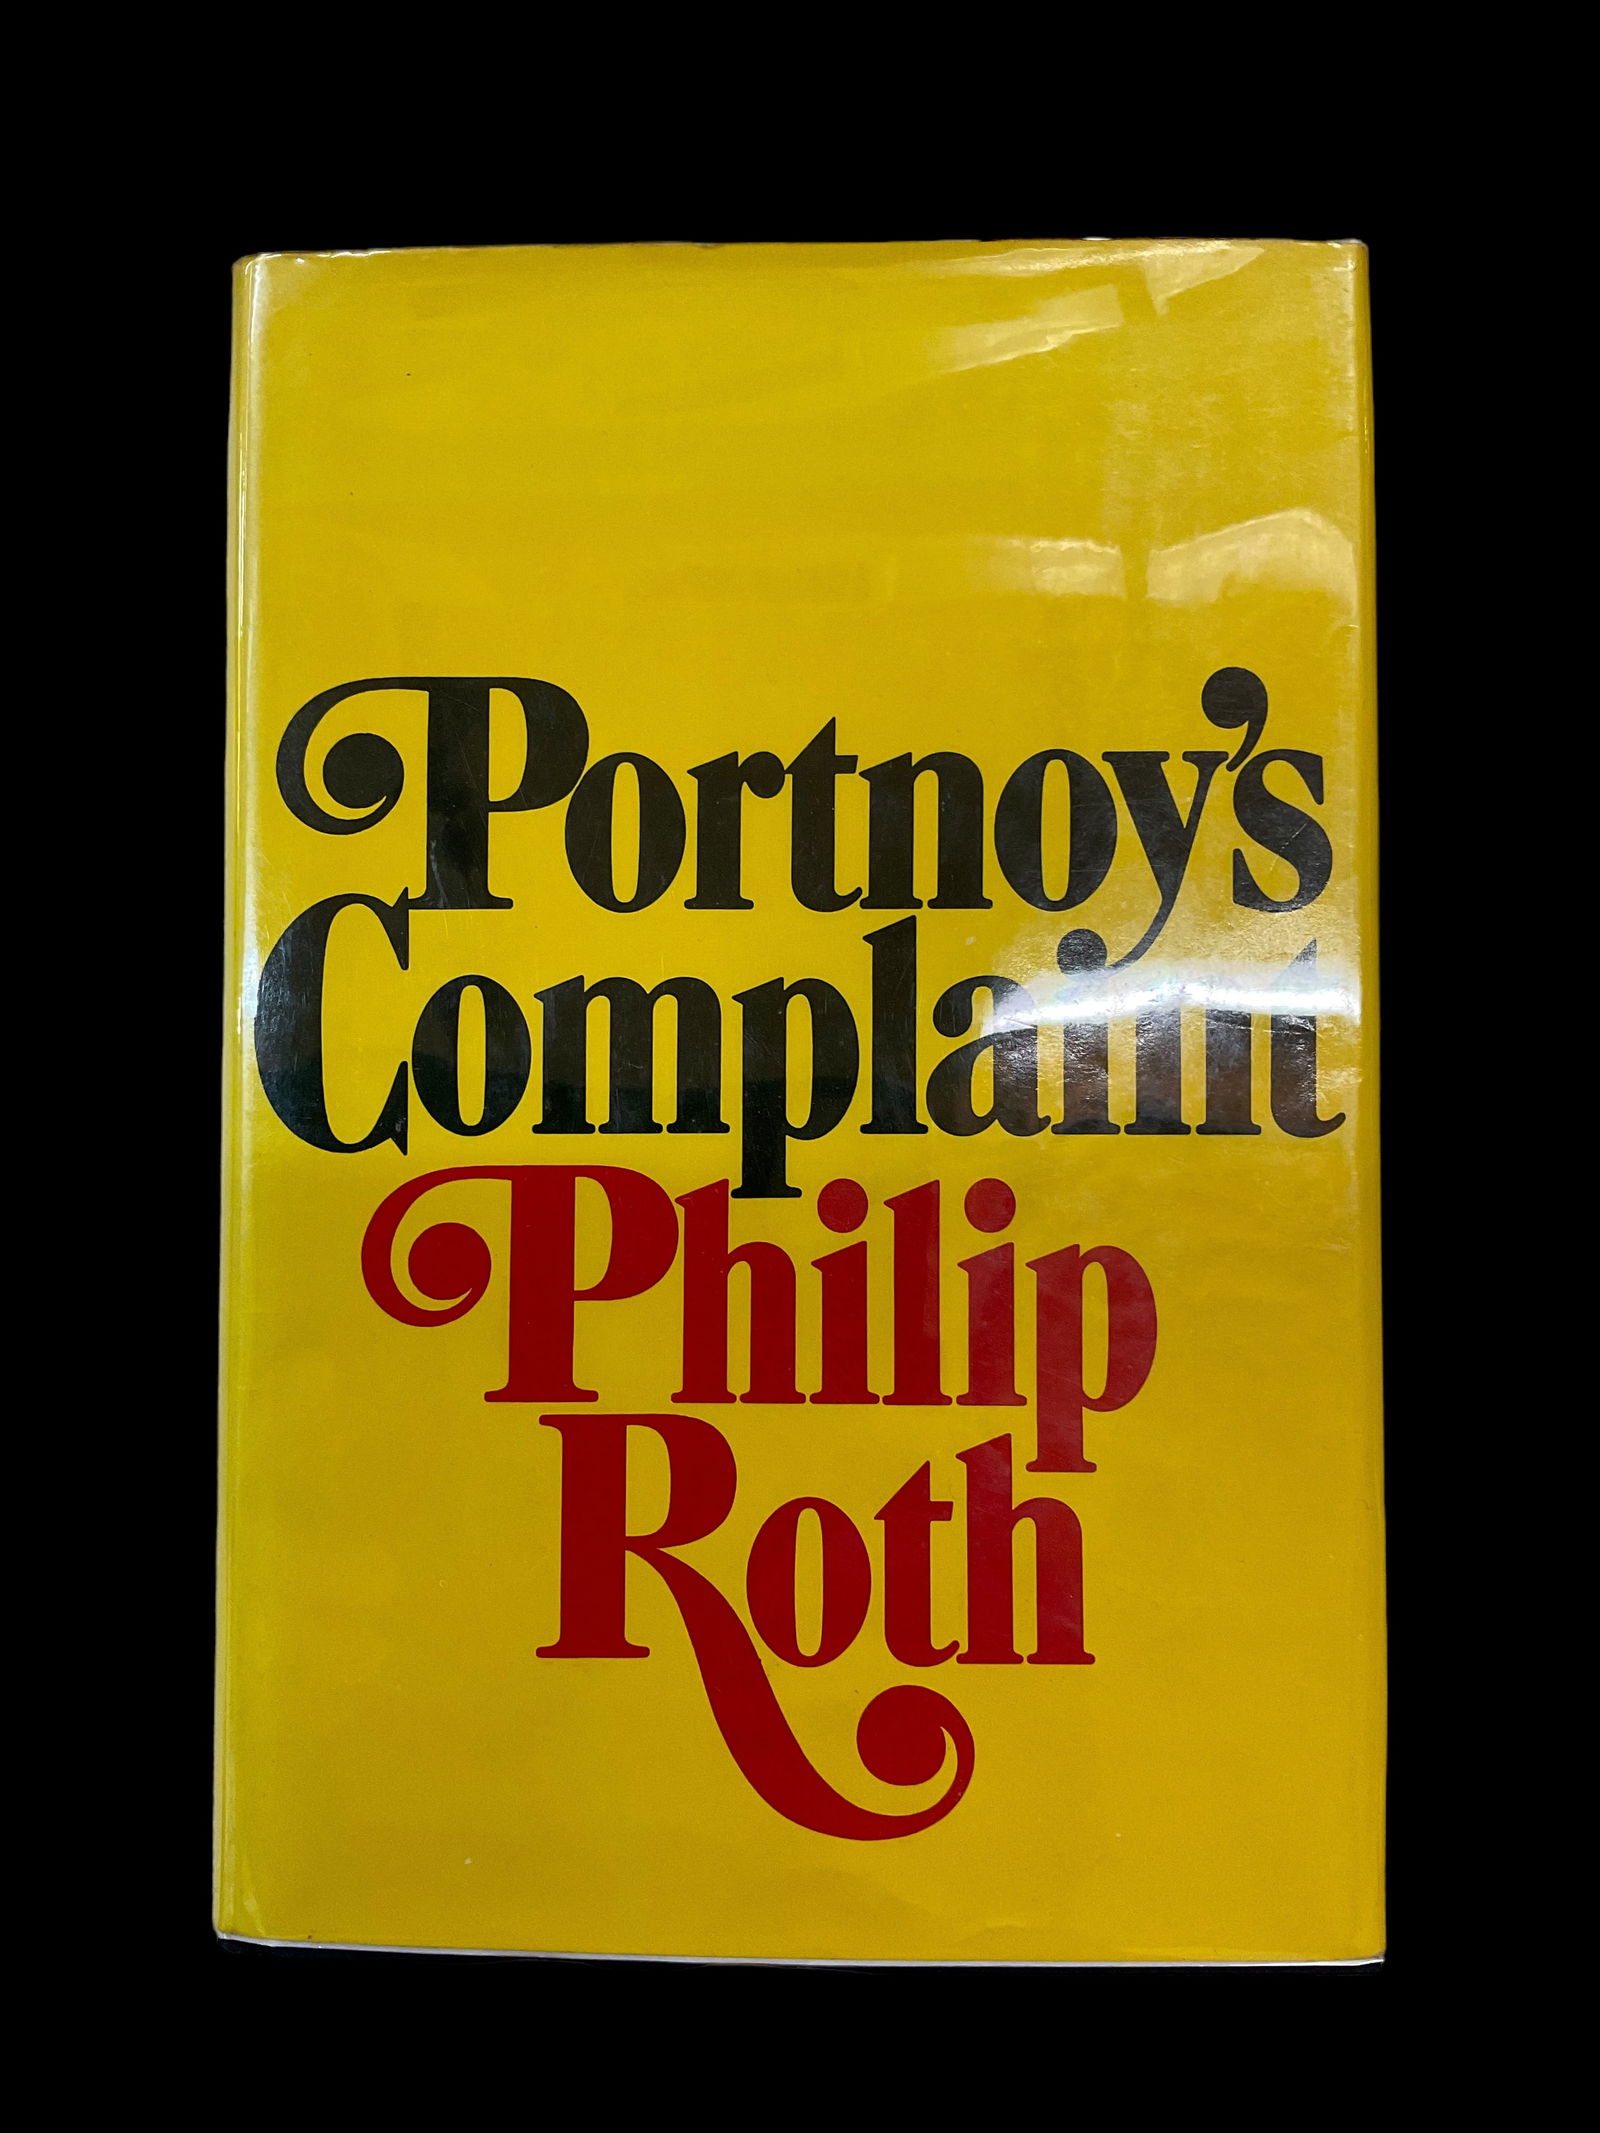 Portnoy's
Complaint
Philip
Roth